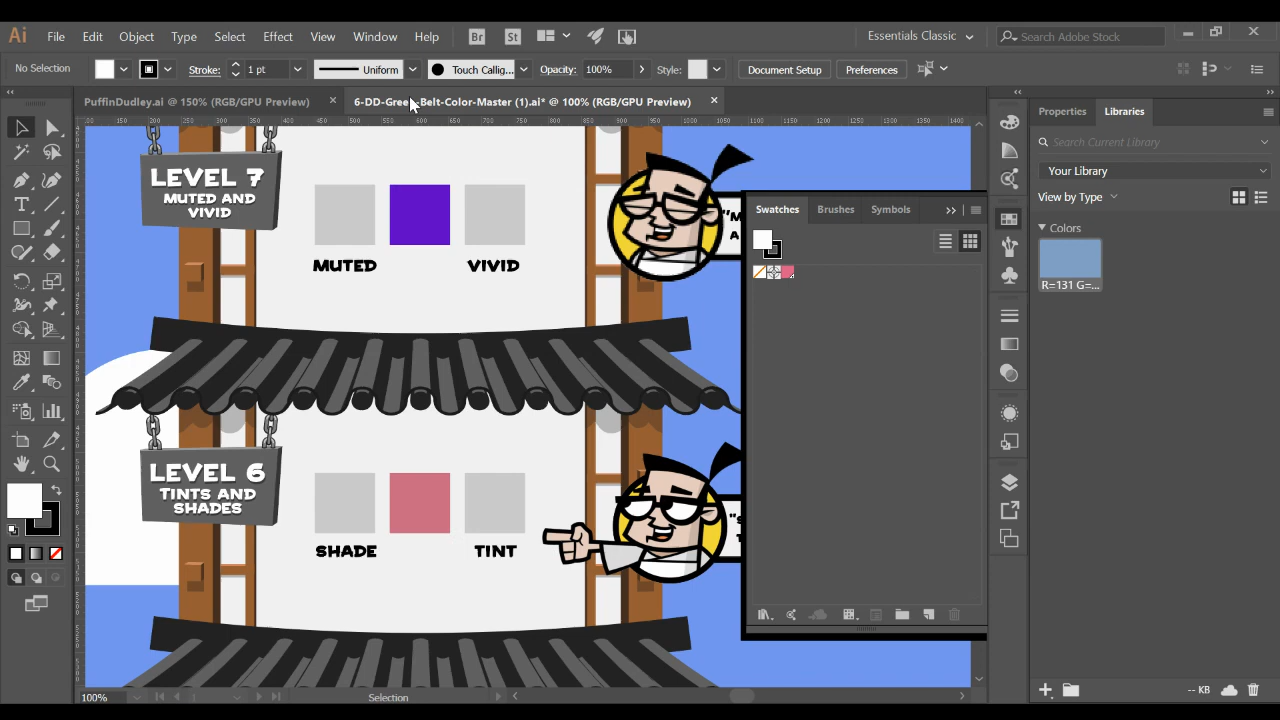 Ai File Edit Object Type Select Effect View Window Help Br St Essentials Classic Search Adobe Stock
No Selection Stroke: 1 pt Uniform Touch Callig... Opacity: 100% Style: Document Setup Preferences
PuffinDudley.ai @ 150% (RGB/GPU Preview) × 6-DD-Green-Belt-Color-Master (1).ai* @ 100% (RGB/GPU Preview) ×
Properties Libraries
Search Current Library
Your Library
View by Type
Colors
R=131 G=...
LEVEL 7
MUTED AND
VIVID
MUTED VIVID
Swatches Brushes Symbols
LEVEL 6
TINTS AND
SHADES
SHADE TINT
100% Selection
-- KB